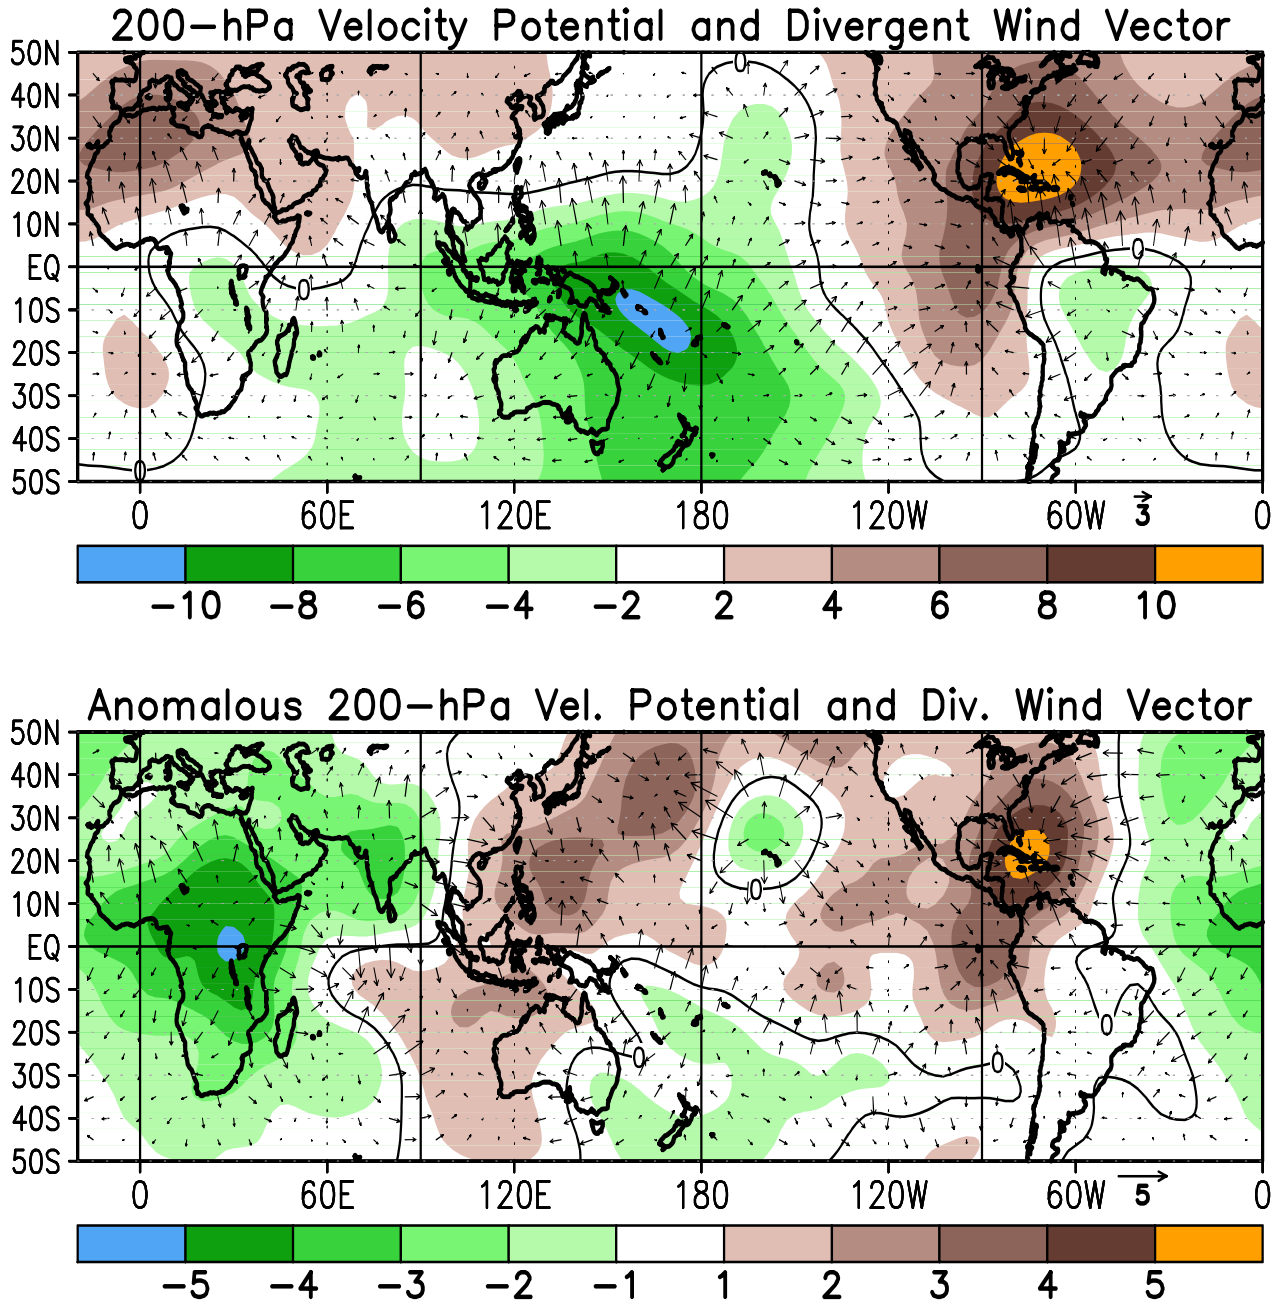 200-hPa Velocity Potential and Divergent Wind Vector
50N
40N
30N
20N
10N
EQ
10S
20S
30S
40S
50S
0
0
0
0
0 60E 120E 180 120W 60W 0
3
-10 -8 -6 -4 -2 2 4 6 8 10
Anomalous 200-hPa Vel. Potential and Div. Wind Vector
50N
40N
30N
20N
10N
EQ
10S
20S
30S
40S
50S
0
0
0
0
0 60E 120E 180 120W 60W 0
5
-5 -4 -3 -2 -1 1 2 3 4 5